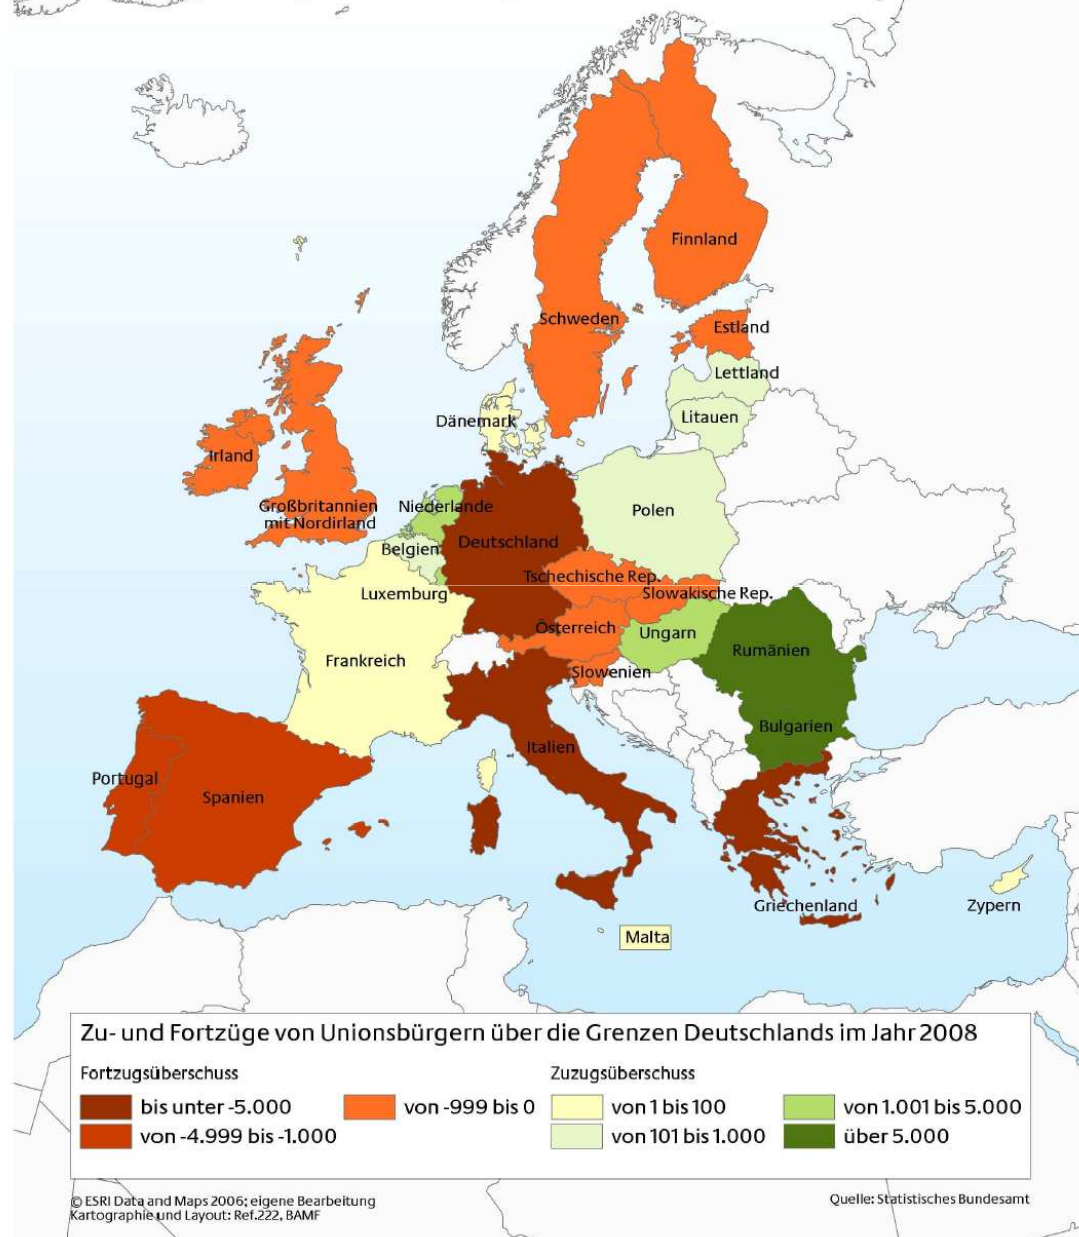 Finnland
Schweden
Estland
Lettland
Dänemark
Litauen
Irland
Großbritannien
mit Nordirland
Niederlande
Polen
Deutschland
Belgien
Tschechische Rep.
Luxemburg
Slowakische Rep.
Österreich
Ungarn
Rumänien
Frankreich
Slowenien
Bulgarien
Italien
Portugal
Spanien
Griechenland
Zypern
Malta
Zu- und Fortzüge von Unionsbürgern über die Grenzen Deutschlands im Jahr 2008
Fortzugsüberschuss
bis unter -5.000
von -4.999 bis -1.000
von -999 bis 0
Zuzugsüberschuss
von 1 bis 100
von 101 bis 1.000
von 1.001 bis 5.000
über 5.000
© ESRI Data and Maps 2006; eigene Bearbeitung
Kartographie und Layout: Ref.222, BAMF
Quelle: Statistisches Bundesamt